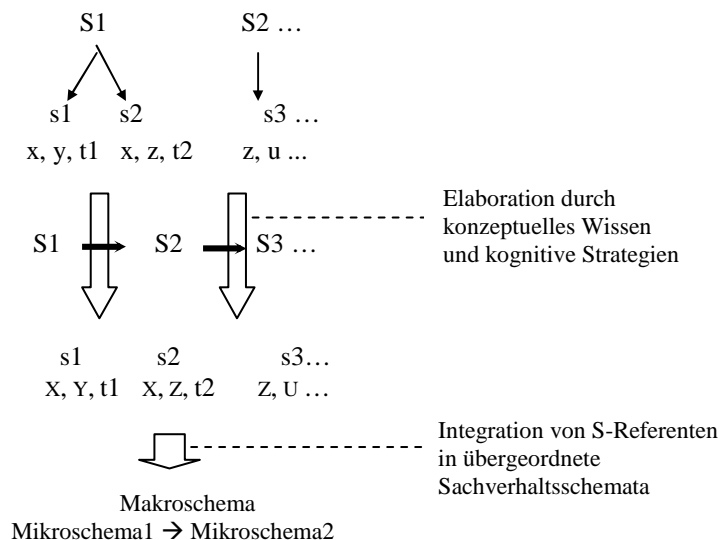 S1 S2 …
s1 s2 s3 …
x, y, t1 x, z, t2 z, u ...
Elaboration durch
konzeptuelles Wissen
und kognitive Strategien
S1 S2 S3 …
s1 s2 s3…
X, Y, t1 X, Z, t2 Z, U …
Integration von S-Referenten
in übergeordnete
Sachverhaltsschemata
Makroschema
Mikroschema1 → Mikroschema2